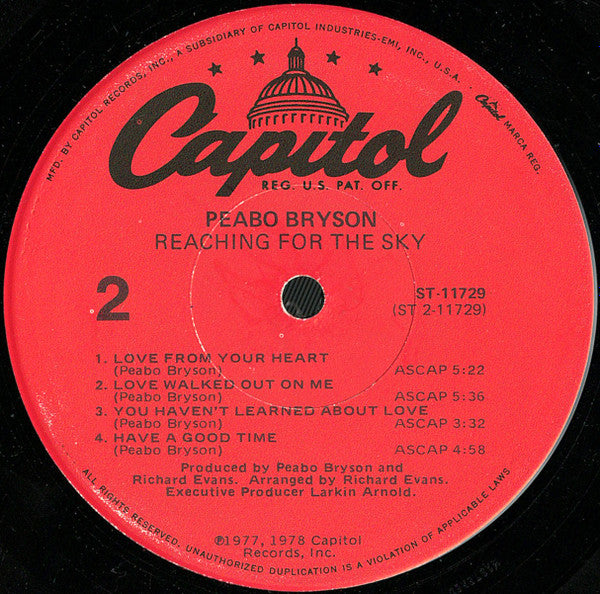 MFD. BY CAPITOL RECORDS, INC., A SUBSIDIARY OF CAPITOL INDUSTRIES-EMI, INC., U.S.A.
Capitol MARCA REG.
Capitol
REG. U.S. PAT. OFF.
PEABO BRYSON
REACHING FOR THE SKY
2
ST-11729
(ST 2-11729)
1. LOVE FROM YOUR HEART
(Peabo Bryson) ASCAP 5:22
2. LOVE WALKED OUT ON ME
(Peabo Bryson) ASCAP 5:36
3. YOU HAVEN'T LEARNED ABOUT LOVE
(Peabo Bryson) ASCAP 3:32
4. HAVE A GOOD TIME
(Peabo Bryson) ASCAP 4:58
Produced by Peabo Bryson and
Richard Evans. Arranged by Richard Evans.
Executive Producer Larkin Arnold.
℗1977, 1978 Capitol
Records, Inc.
ALL RIGHTS RESERVED. UNAUTHORIZED DUPLICATION IS A VIOLATION OF APPLICABLE LAWS